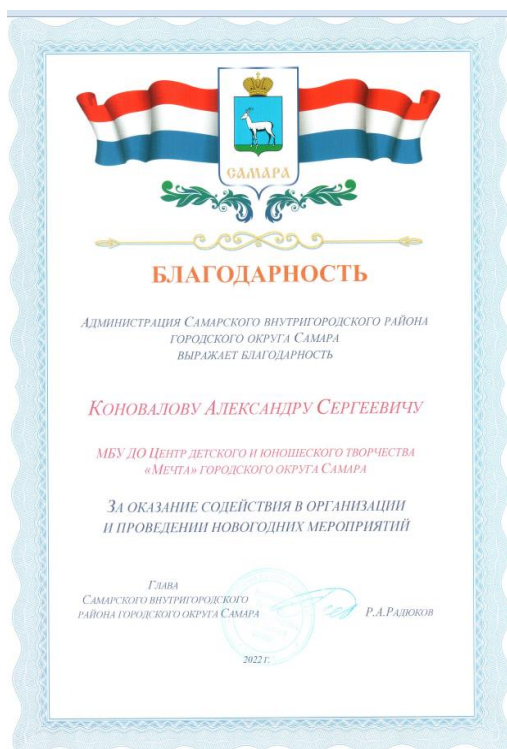 САМАРА
БЛАГОДАРНОСТЬ
Администрация Самарского внутригородского района
городского округа Самара
выражает благодарность
Коновалову Александру Сергеевичу
МБУ ДО Центр детского и юношеского творчества
«Мечта» городского округа Самара
За оказание содействия в организации
и проведении новогодних мероприятий
Глава
Самарского внутригородского
района городского округа Самара
Р.А.Радюков
2022 г.